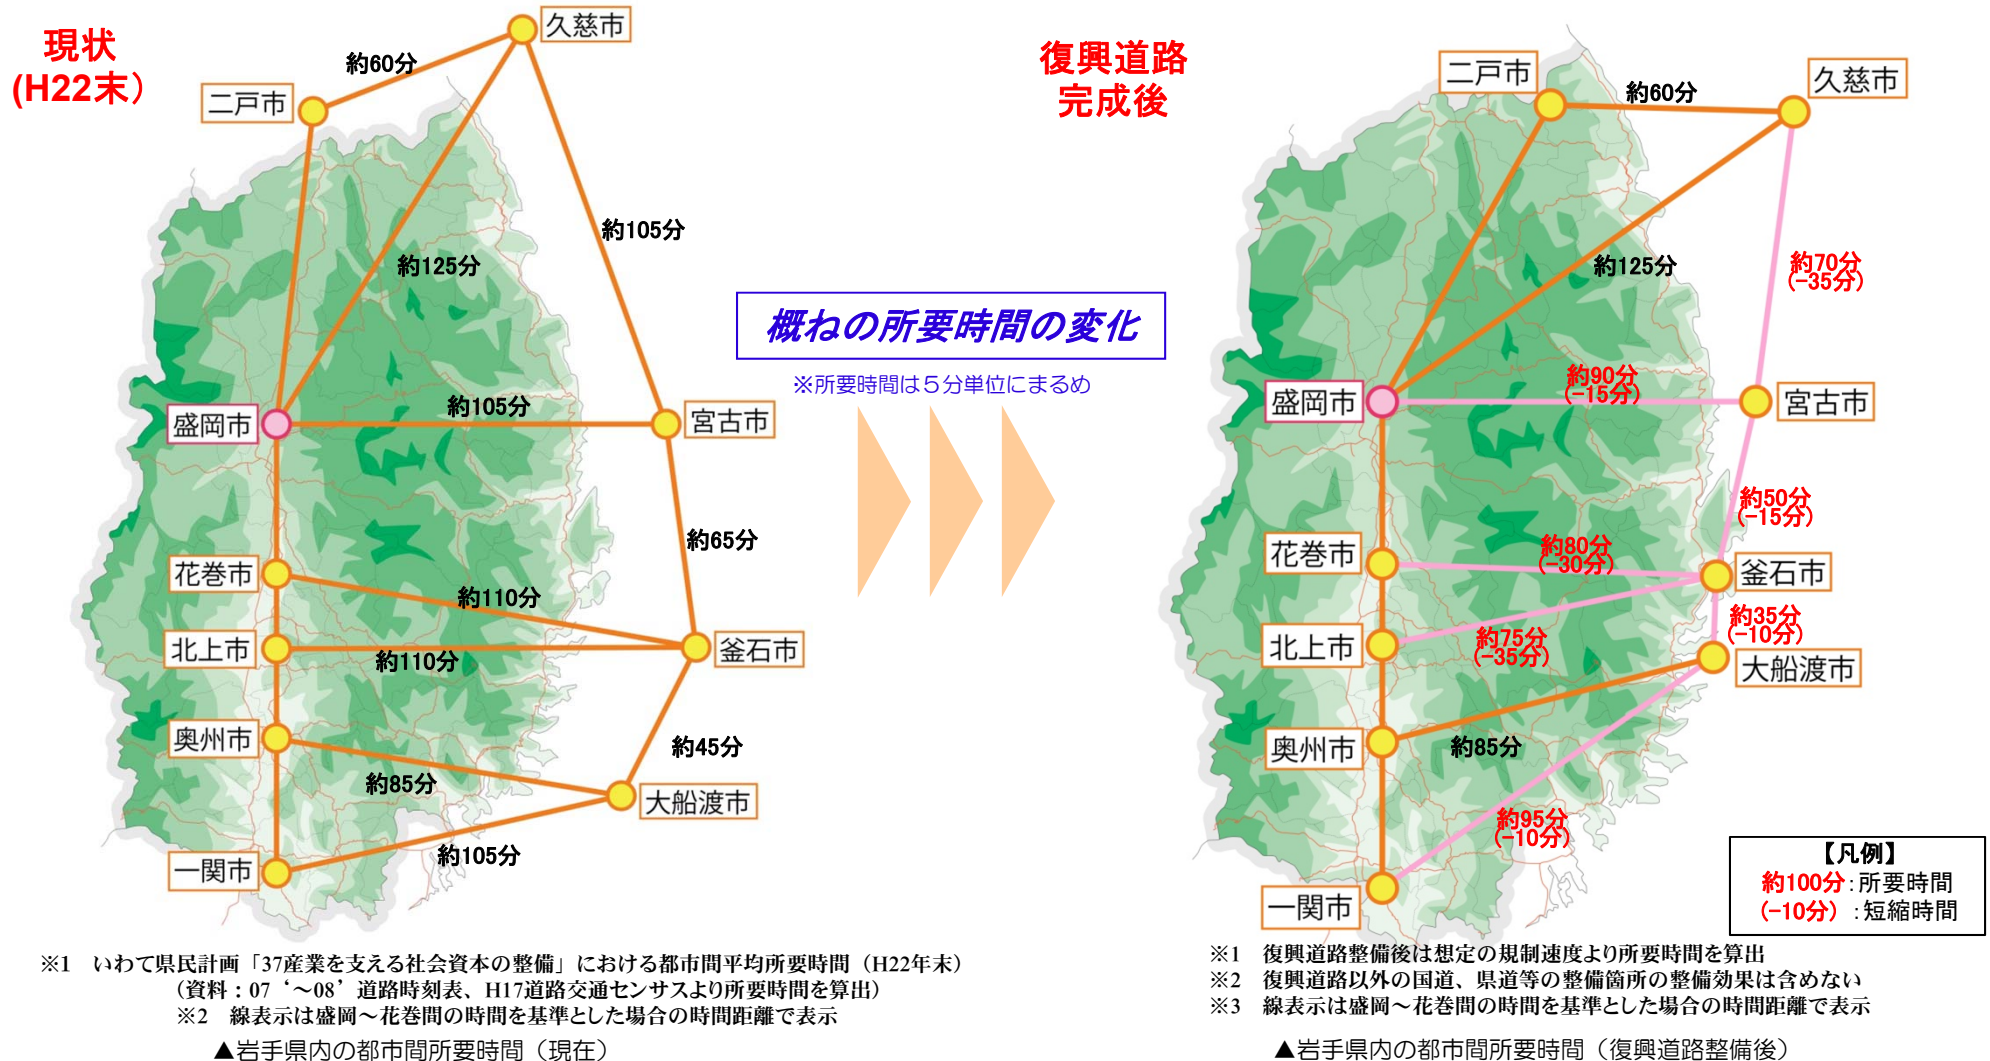 現状
(H22末)
久慈市
約60分
二戸市
約105分
約125分
約105分
盛岡市
宮古市
約65分
花巻市
約110分
北上市
約110分
釜石市
奥州市
約45分
約85分
大船渡市
約105分
一関市
※1 いわて県民計画「37産業を支える社会資本の整備」における都市間平均所要時間（H22年末）
（資料：07‘～08’道路時刻表、H17道路交通センサスより所要時間を算出）
※2 線表示は盛岡～花巻間の時間を基準とした場合の時間距離で表示
▲岩手県内の都市間所要時間（現在）
概ねの所要時間の変化
※所要時間は５分単位にまるめ
復興道路
完成後
二戸市
約60分
久慈市
約125分
約70分
(-35分)
約90分
(-15分)
盛岡市
宮古市
約50分
(-15分)
花巻市
約80分
(-30分)
釜石市
約35分
(-10分)
北上市
約75分
(-35分)
大船渡市
奥州市
約85分
約95分
(-10分)
一関市
【凡例】
約100分：所要時間
(-10分) ：短縮時間
※1 復興道路整備後は想定の規制速度より所要時間を算出
※2 復興道路以外の国道、県道等の整備箇所の整備効果は含めない
※3 線表示は盛岡～花巻間の時間を基準とした場合の時間距離で表示
▲岩手県内の都市間所要時間（復興道路整備後）